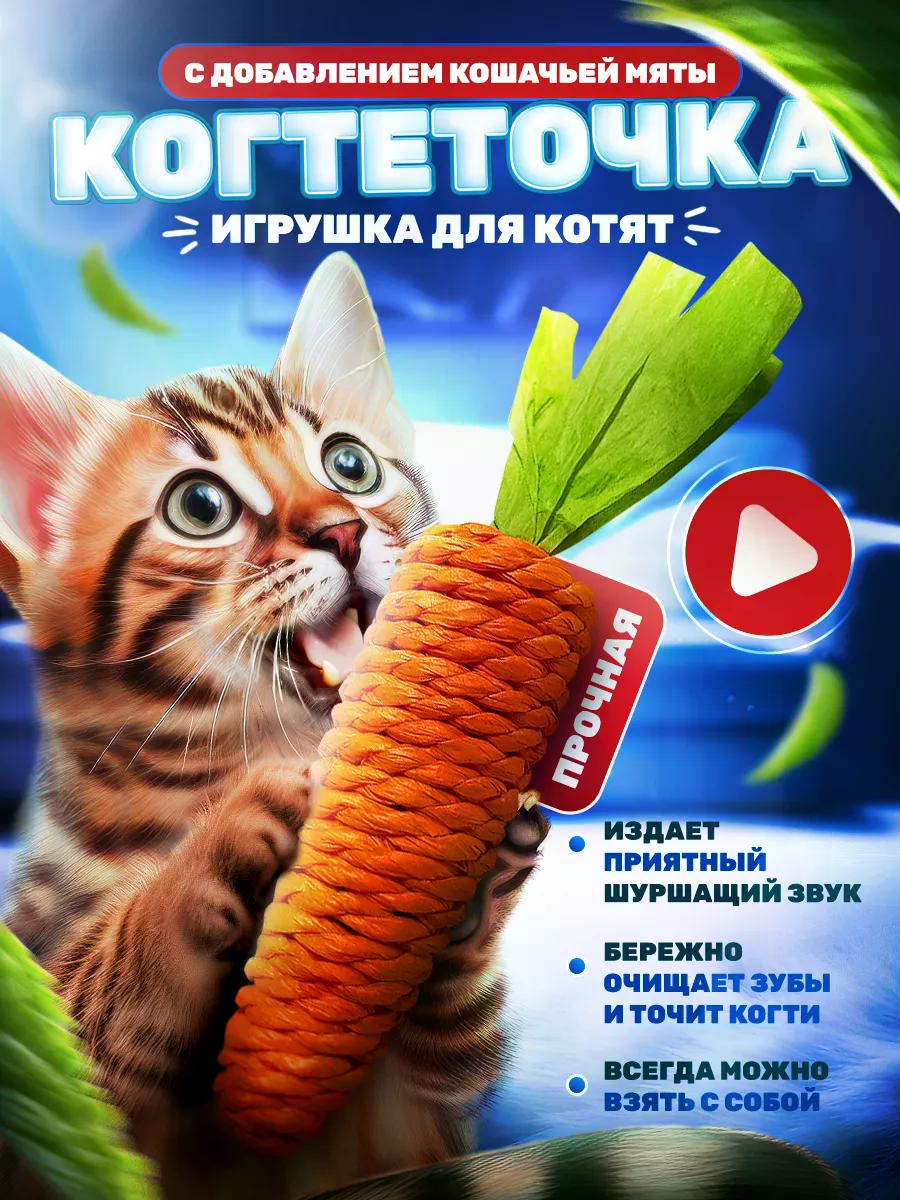 С ДОБАВЛЕНИЕМ КОШАЧЬЕЙ МЯТЫ
КОГТЕТОЧКА
ИГРУШКА ДЛЯ КОТЯТ
ПРОЧНАЯ
ИЗДАЕТ
ПРИЯТНЫЙ
ШУРШАЩИЙ ЗВУК
БЕРЕЖНО
ОЧИЩАЕТ ЗУБЫ
И ТОЧИТ КОГТИ
ВСЕГДА МОЖНО
ВЗЯТЬ С СОБОЙ